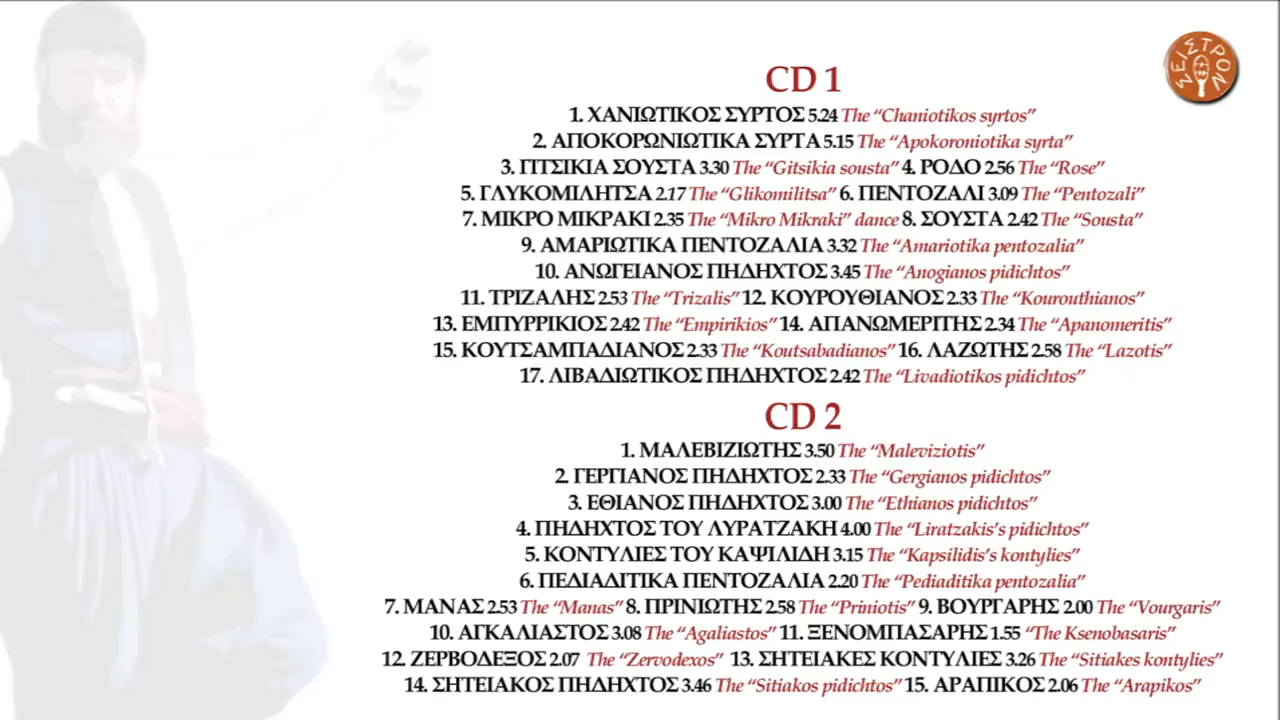 ΣΕΙΣΤΡΟΝ
CD 1
1. ΧΑΝΙΩΤΙΚΟΣ ΣΥΡΤΟΣ 5.24 The “Chaniotikos syrtos”
2. ΑΠΟΚΟΡΩΝΙΩΤΙΚΑ ΣΥΡΤΑ 5.15 The “Apokoroniotika syrta”
3. ΓΙΤΣΙΚΙΑ ΣΟΥΣΤΑ 3.30 The “Gitsikia sousta” 4. ΡΟΔΟ 2.56 The “Rose”
5. ΓΛΥΚΟΜΙΛΗΤΣΑ 2.17 The “Glikomilitsa” 6. ΠΕΝΤΟΖΑΛΙ 3.09 The “Pentozali”
7. ΜΙΚΡΟ ΜΙΚΡΑΚΙ 2.35 The “Mikro Mikraki” dance 8. ΣΟΥΣΤΑ 2.42 The “Sousta”
9. ΑΜΑΡΙΩΤΙΚΑ ΠΕΝΤΟΖΑΛΙΑ 3.32 The “Amariotika pentozalia”
10. ΑΝΩΓΕΙΑΝΟΣ ΠΗΔΗΧΤΟΣ 3.45 The “Anogianos pidichtos”
11. ΤΡΙΖΑΛΗΣ 2.53 The “Trizalis” 12. ΚΟΥΡΟΥΘΙΑΝΟΣ 2.33 The “Kourouthianos”
13. ΕΜΠΥΡΡΙΚΙΟΣ 2.42 The “Empirikios” 14. ΑΠΑΝΩΜΕΡΙΤΗΣ 2.34 The “Apanomeritis”
15. ΚΟΥΤΣΑΜΠΑΔΙΑΝΟΣ 2.33 The “Koutsabadianos” 16. ΛΑΖΩΤΗΣ 2.58 The “Lazotis”
17. ΛΙΒΑΔΙΩΤΙΚΟΣ ΠΗΔΗΧΤΟΣ 2.42 The “Livadiotikos pidichtos”
CD 2
1. ΜΑΛΕΒΙΖΙΩΤΗΣ 3.50 The “Maleviziotis”
2. ΓΕΡΓΙΑΝΟΣ ΠΗΔΗΧΤΟΣ 2.33 The “Gergianos pidichtos”
3. ΕΘΙΑΝΟΣ ΠΗΔΗΧΤΟΣ 3.00 The “Ethianos pidichtos”
4. ΠΗΔΗΧΤΟΣ ΤΟΥ ΛΥΡΑΤΖΑΚΗ 4.00 The “Liratzakis’s pidichtos”
5. ΚΟΝΤΥΛΙΕΣ ΤΟΥ ΚΑΨΙΛΙΔΗ 3.15 The “Kapsilidis’s kontylies”
6. ΠΕΔΙΑΔΙΤΙΚΑ ΠΕΝΤΟΖΑΛΙΑ 2.20 The “Pediaditika pentozalia”
7. ΜΑΝΑΣ 2.53 The “Manas” 8. ΠΡΙΝΙΩΤΗΣ 2.58 The “Priniotis” 9. ΒΟΥΡΓΑΡΗΣ 2.00 The “Vourgaris”
10. ΑΓΚΑΛΙΑΣΤΟΣ 3.08 The “Agaliastos” 11. ΞΕΝΟΜΠΑΣΑΡΗΣ 1.55 “The Ksenobasaris”
12. ΖΕΡΒΟΔΕΞΟΣ 2.07 The “Zervodexos” 13. ΣΗΤΕΙΑΚΕΣ ΚΟΝΤΥΛΙΕΣ 3.26 The “Sitiakes kontylies”
14. ΣΗΤΕΙΑΚΟΣ ΠΗΔΗΧΤΟΣ 3.46 The “Sitiakos pidichtos” 15. ΑΡΑΠΙΚΟΣ 2.06 The “Arapikos”